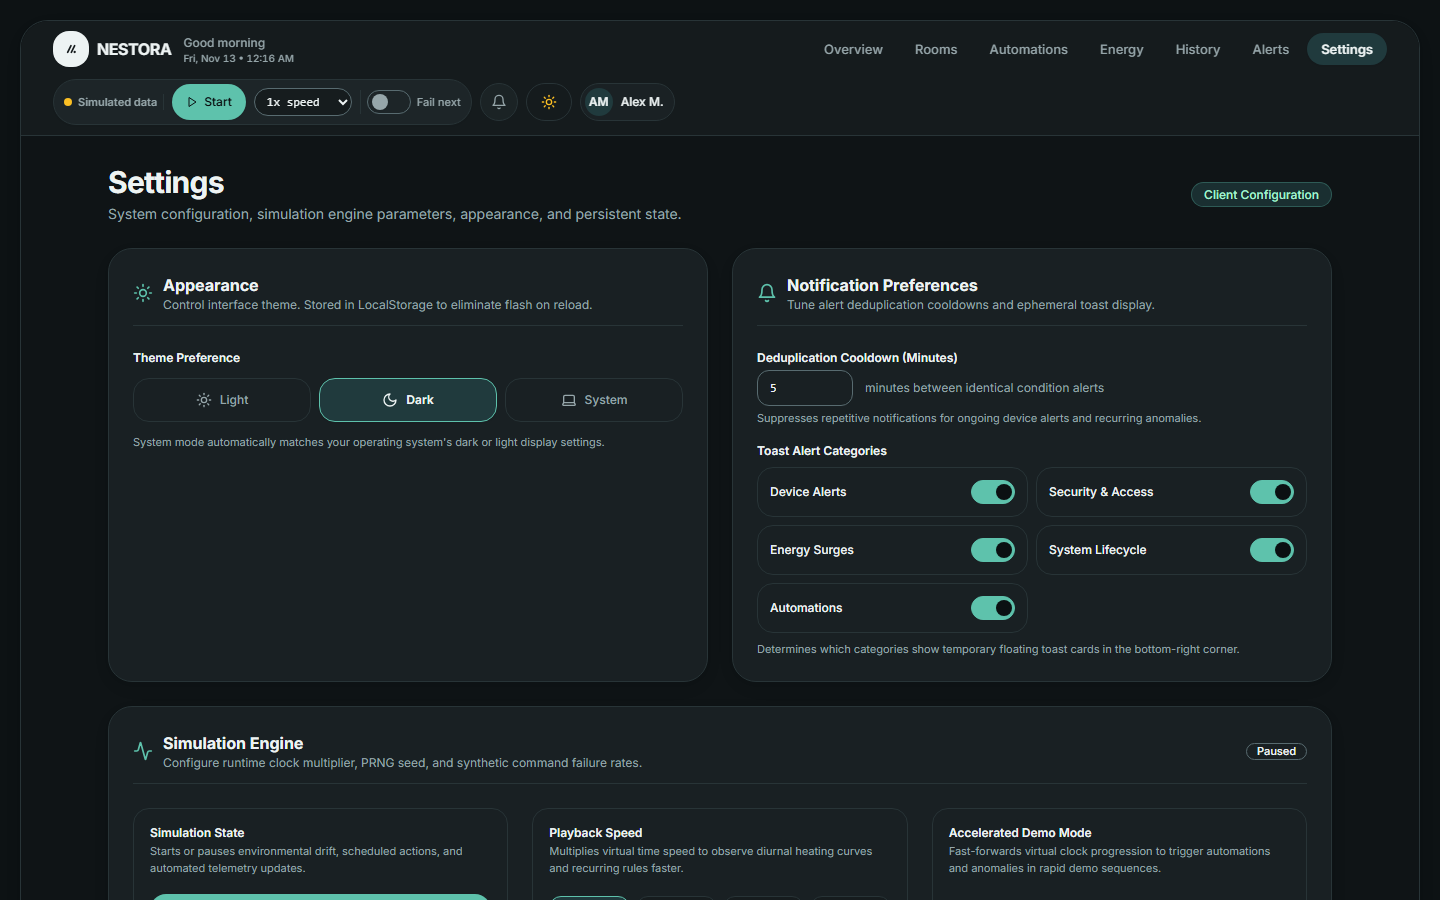 NESTORA
Good morning
Fri, Nov 13 • 12:16 AM
Overview
Rooms
Automations
Energy
History
Alerts
Settings
Simulated data
Start
1x speed
Fail next
AM
Alex M.
Settings
System configuration, simulation engine parameters, appearance, and persistent state.
Client Configuration
Appearance
Control interface theme. Stored in LocalStorage to eliminate flash on reload.
Theme Preference
Light
Dark
System
System mode automatically matches your operating system's dark or light display settings.
Notification Preferences
Tune alert deduplication cooldowns and ephemeral toast display.
Deduplication Cooldown (Minutes)
5
minutes between identical condition alerts
Suppresses repetitive notifications for ongoing device alerts and recurring anomalies.
Toast Alert Categories
Device Alerts
Security & Access
Energy Surges
System Lifecycle
Automations
Determines which categories show temporary floating toast cards in the bottom-right corner.
Simulation Engine
Configure runtime clock multiplier, PRNG seed, and synthetic command failure rates.
Paused
Simulation State
Starts or pauses environmental drift, scheduled actions, and
automated telemetry updates.
Playback Speed
Multiplies virtual time speed to observe diurnal heating curves
and recurring rules faster.
Accelerated Demo Mode
Fast-forwards virtual clock progression to trigger automations
and anomalies in rapid demo sequences.